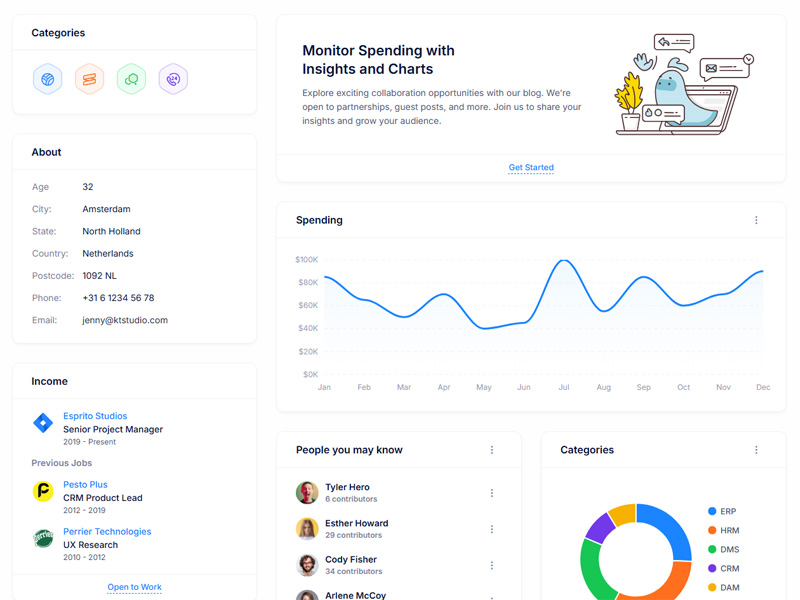 Categories
24
About
Age 32
City: Amsterdam
State: North Holland
Country: Netherlands
Postcode: 1092 NL
Phone: +31 6 1234 56 78
Email: jenny@ktstudio.com
Income
Esprito Studios
Senior Project Manager
2019 - Present
Previous Jobs
Pesto Plus
CRM Product Lead
2012 - 2019
Perrier Technologies
UX Research
2010 - 2012
Open to Work
Monitor Spending with
Insights and Charts
Explore exciting collaboration opportunities with our blog. We're
open to partnerships, guest posts, and more. Join us to share your
insights and grow your audience.
Get Started
Spending
$100K
$80K
$60K
$40K
$20K
$0K
Jan Feb Mar Apr May Jun Jul Aug Sep Oct Nov Dec
People you may know
Tyler Hero
6 contributors
Esther Howard
29 contributors
Cody Fisher
34 contributors
Arlene McCoy
Categories
ERP
HRM
DMS
CRM
DAM